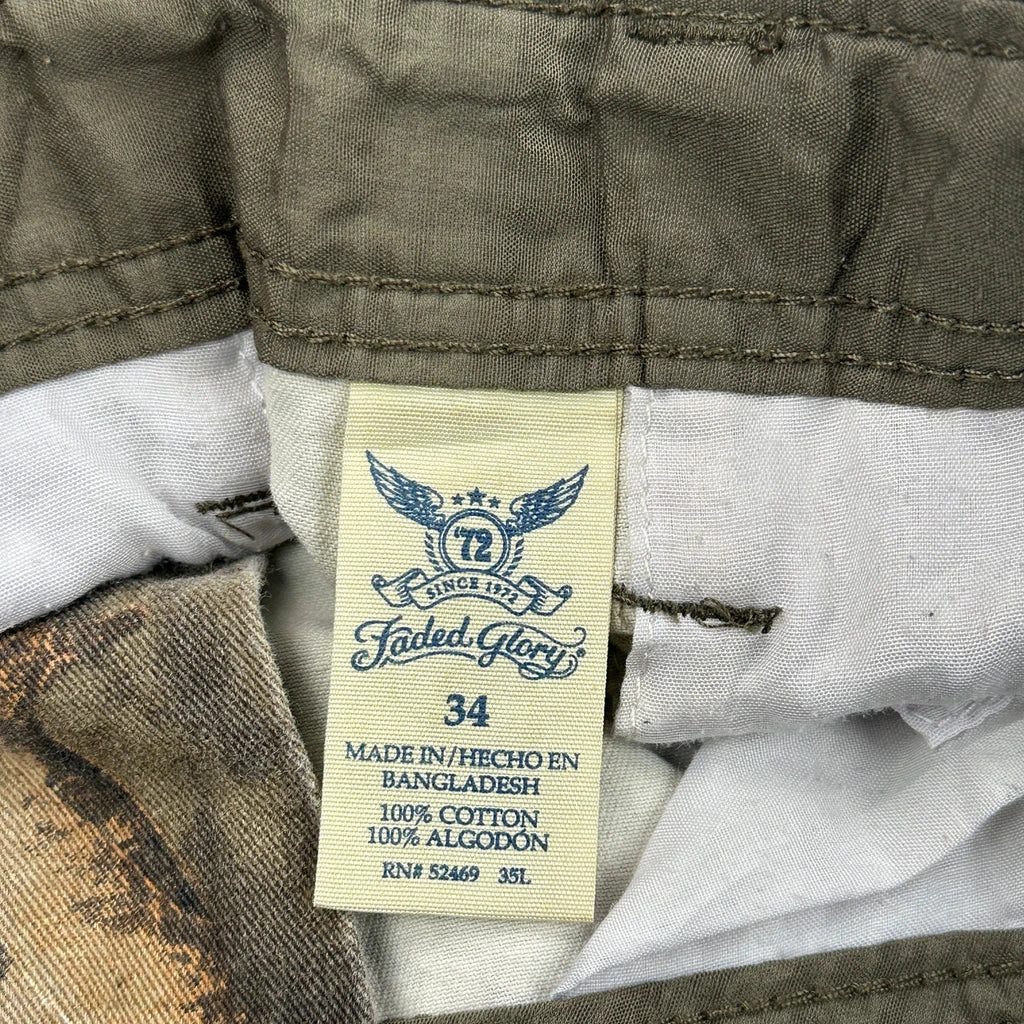 '72
SINCE 1972
Faded Glory®
34
MADE IN/HECHO EN
BANGLADESH
100% COTTON
100% ALGODÓN
RN# 52469 35L